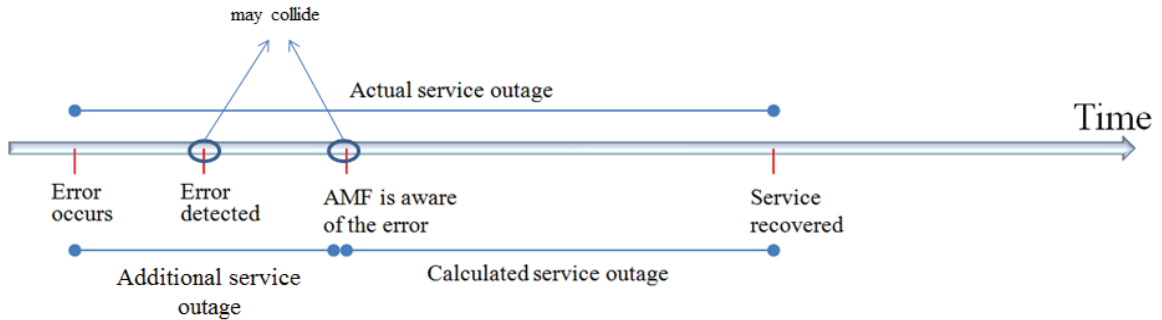 may collide
Actual service outage
Time
Error
occurs
Error
detected
AMF is aware
of the error
Service
recovered
Additional service
outage
Calculated service outage